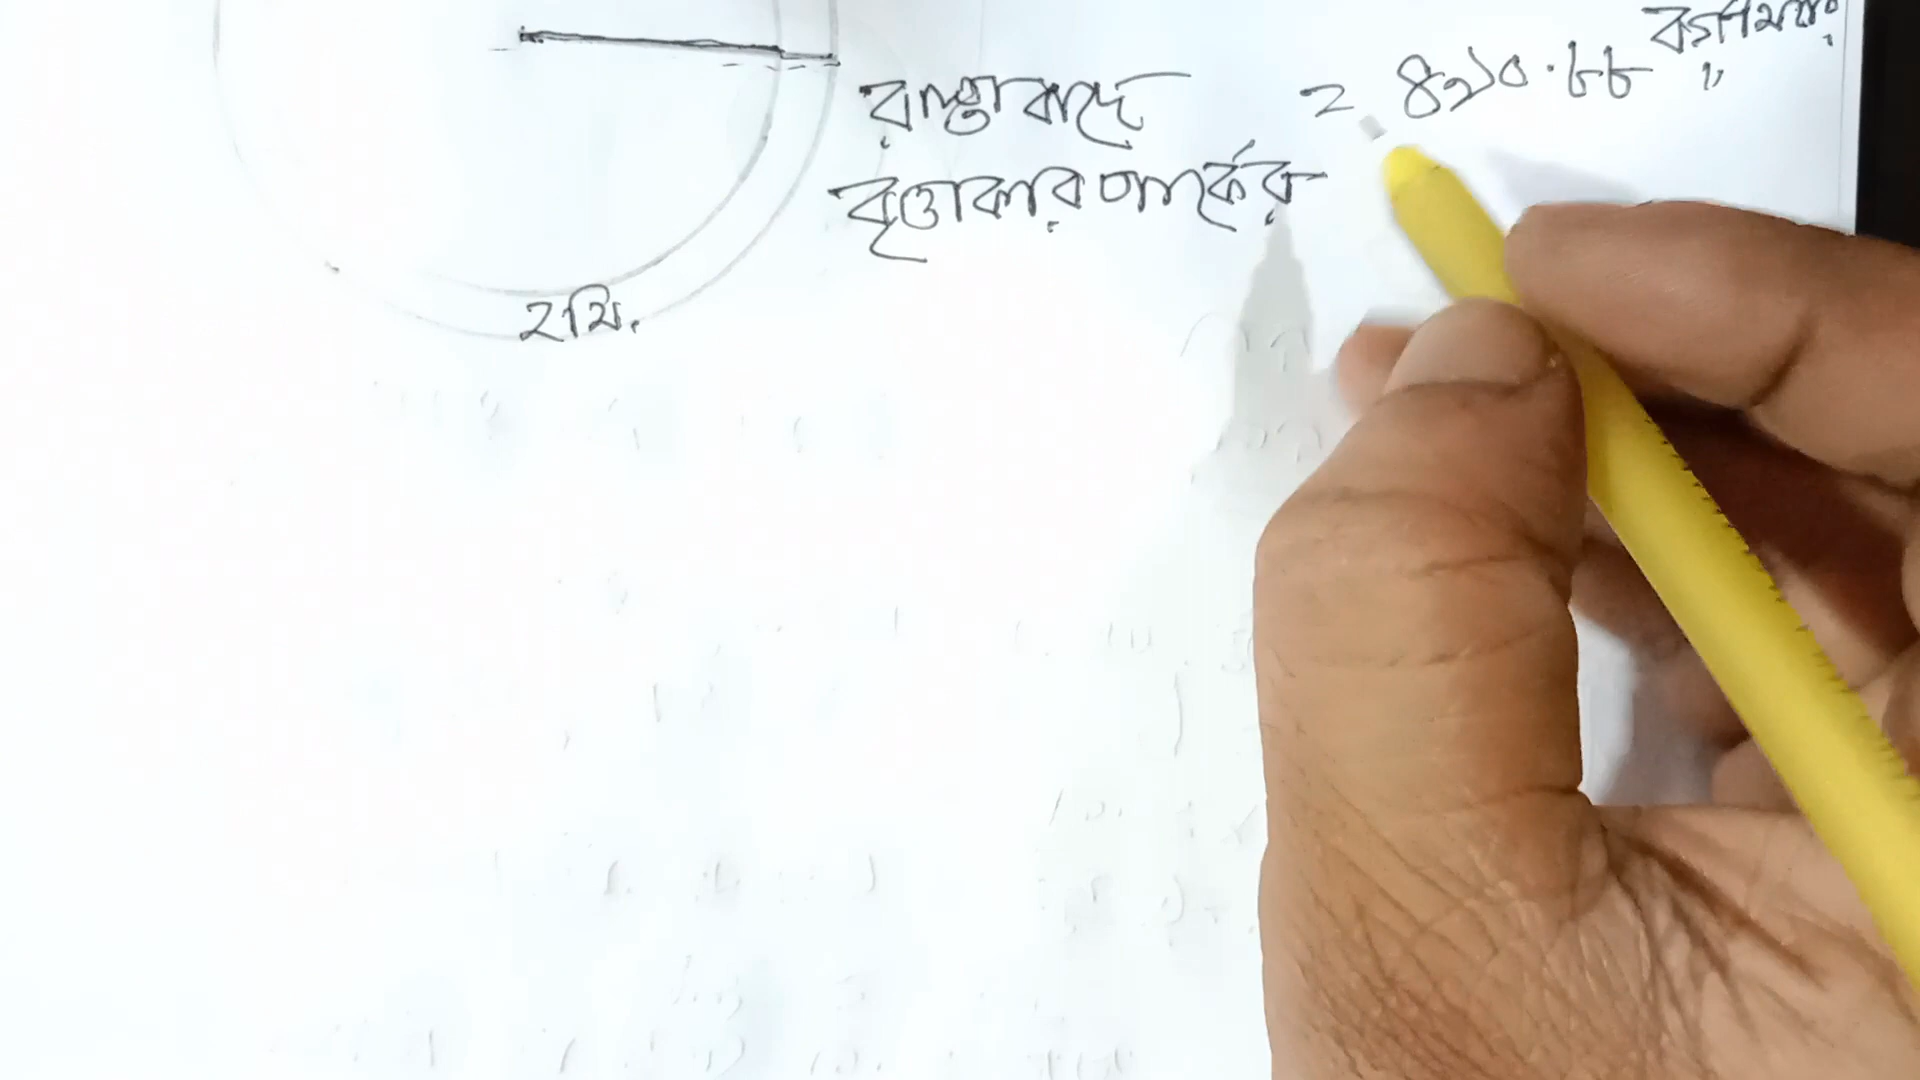 বর্গমিটার
রাস্তাবাদে = ৪৯১০.৮৮ "
বৃত্তাকার পার্কের
২মি.